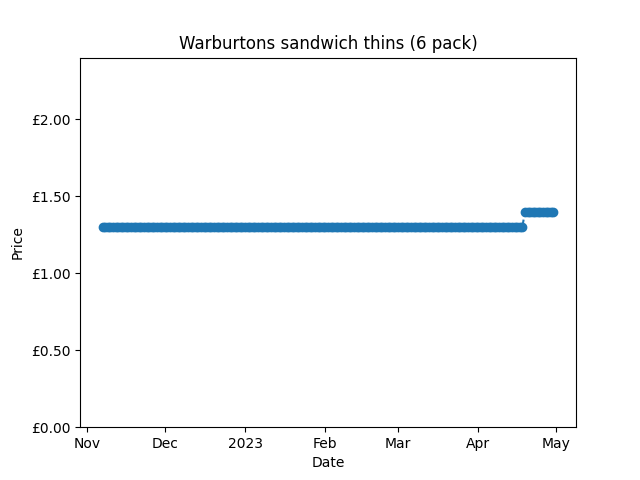 Warburtons sandwich thins (6 pack)
£2.00
£1.50
£1.00
£0.50
£0.00
Price
Nov Dec 2023 Feb Mar Apr May
Date